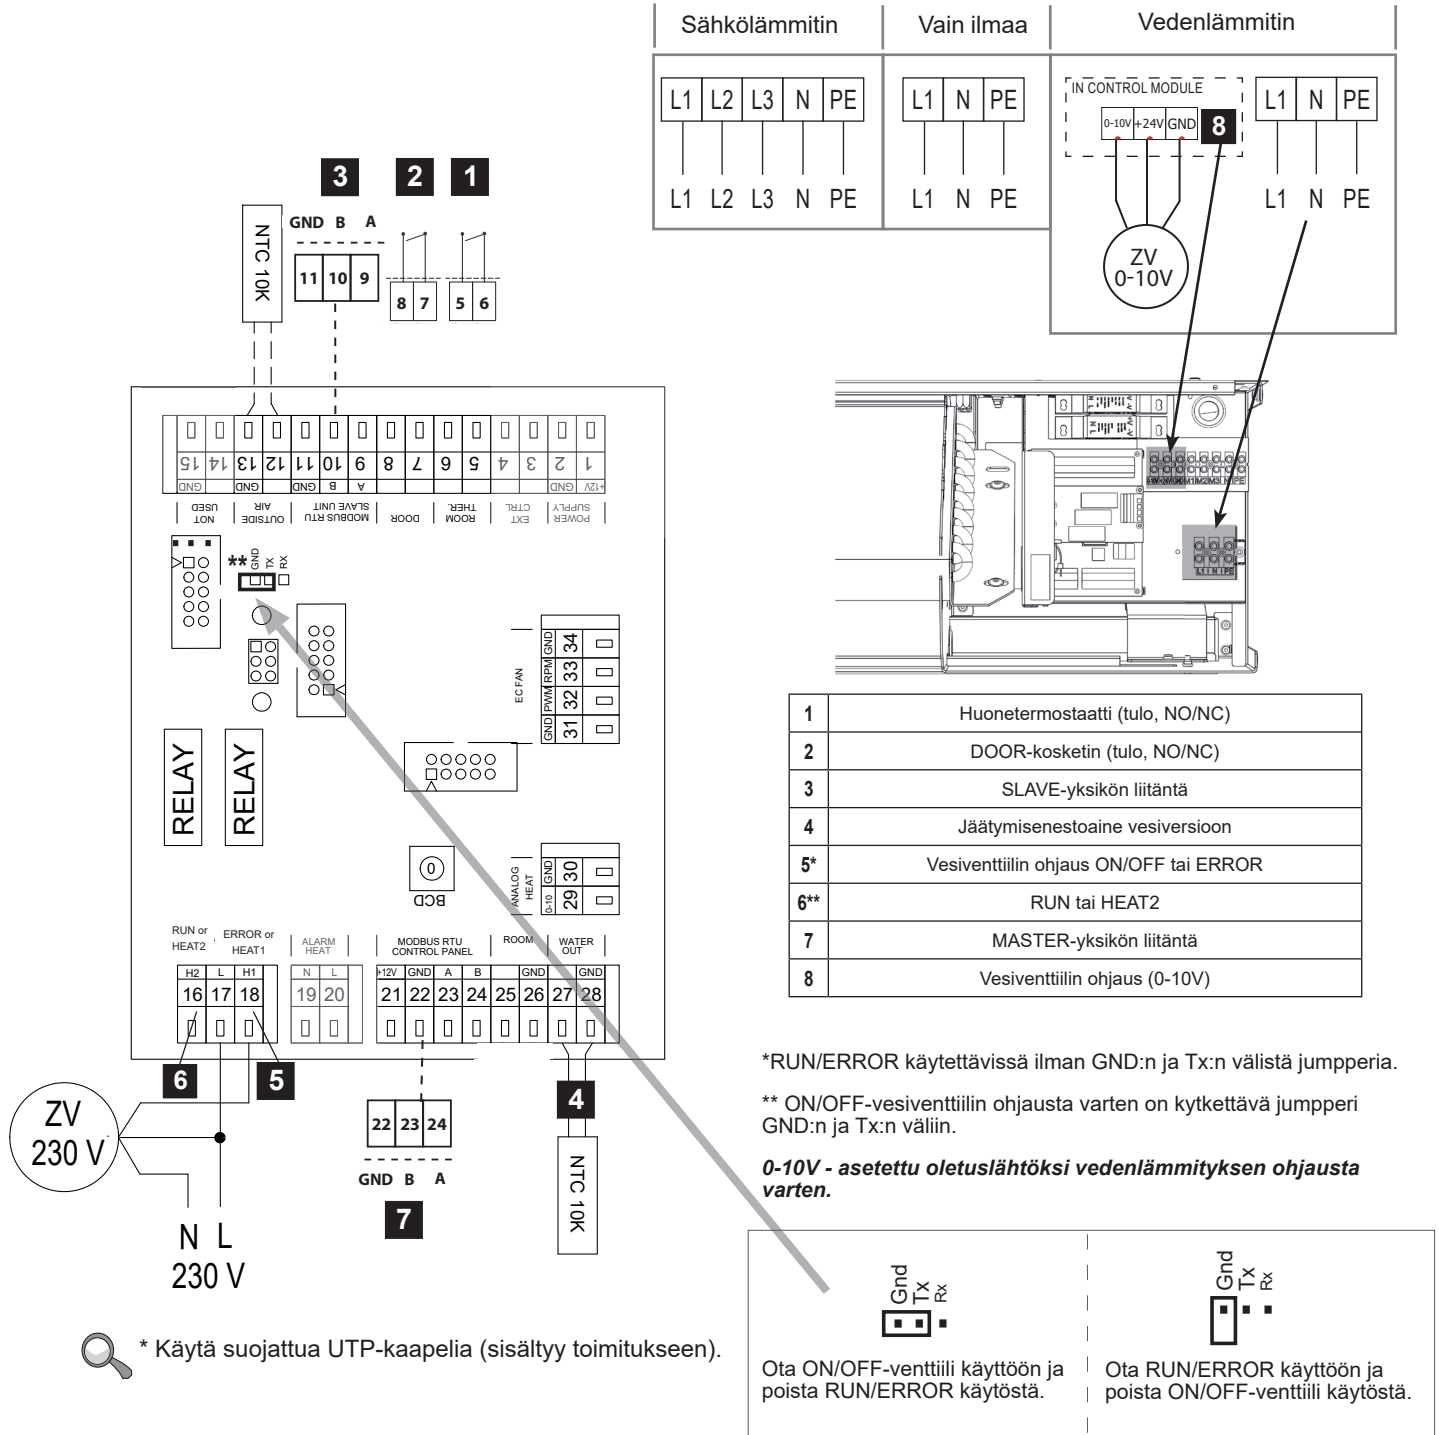 Sähkölämmitin Vain ilmaa Vedenlämmitin
L1 L2 L3 N PE
L1 L2 L3 N PE
L1 N PE
L1 N PE
IN CONTROL MODULE
0-10V +24V GND 8
ZV
0-10V
L1 N PE
L1 N PE
3 2 1
GND B A
11 10 9
8 7
5 6
NTC 10K
15 14 13 12 11 10 9 8 7 6 5 4 3 2 1
GND GND GND B A GND +12V
NOT USED
OUTSIDE AIR
MODBUS RTU SLAVE UNIT
DOOR
ROOM THER.
EXT CTRL
POWER SUPPLY
** GND TX RX
EC FAN
GND 34
RPM 33
PWM 32
GND 31
RELAY RELAY
0
BCD
ANALOG HEAT
GND 30
0-10 29
RUN or HEAT2
ERROR or HEAT1
ALARM HEAT
MODBUS RTU CONTROL PANEL
ROOM
WATER OUT
H2 L H1 N L +12V GND A B GND GND
16 17 18 19 20 21 22 23 24 25 26 27 28
6 5
ZV
230 V
N L
230 V
22 23 24
GND B A
7
4
NTC 10K
0-10V +24V GND M1 M2 M3 N PE
L1 N PE
1 Huonetermostaatti (tulo, NO/NC)
2 DOOR-kosketin (tulo, NO/NC)
3 SLAVE-yksikön liitäntä
4 Jäätymisenestoaine vesiversioon
5* Vesiventtiilin ohjaus ON/OFF tai ERROR
6** RUN tai HEAT2
7 MASTER-yksikön liitäntä
8 Vesiventtiilin ohjaus (0-10V)
*RUN/ERROR käytettävissä ilman GND:n ja Tx:n välistä jumpperia.
** ON/OFF-vesiventtiilin ohjausta varten on kytkettävä jumpperi
GND:n ja Tx:n väliin.
0-10V - asetettu oletuslähtöksi vedenlämmityksen ohjausta
varten.
Gnd Tx Rx
Ota ON/OFF-venttiili käyttöön ja
poista RUN/ERROR käytöstä.
Gnd Tx Rx
Ota RUN/ERROR käyttöön ja
poista ON/OFF-venttiili käytöstä.
* Käytä suojattua UTP-kaapelia (sisältyy toimitukseen).